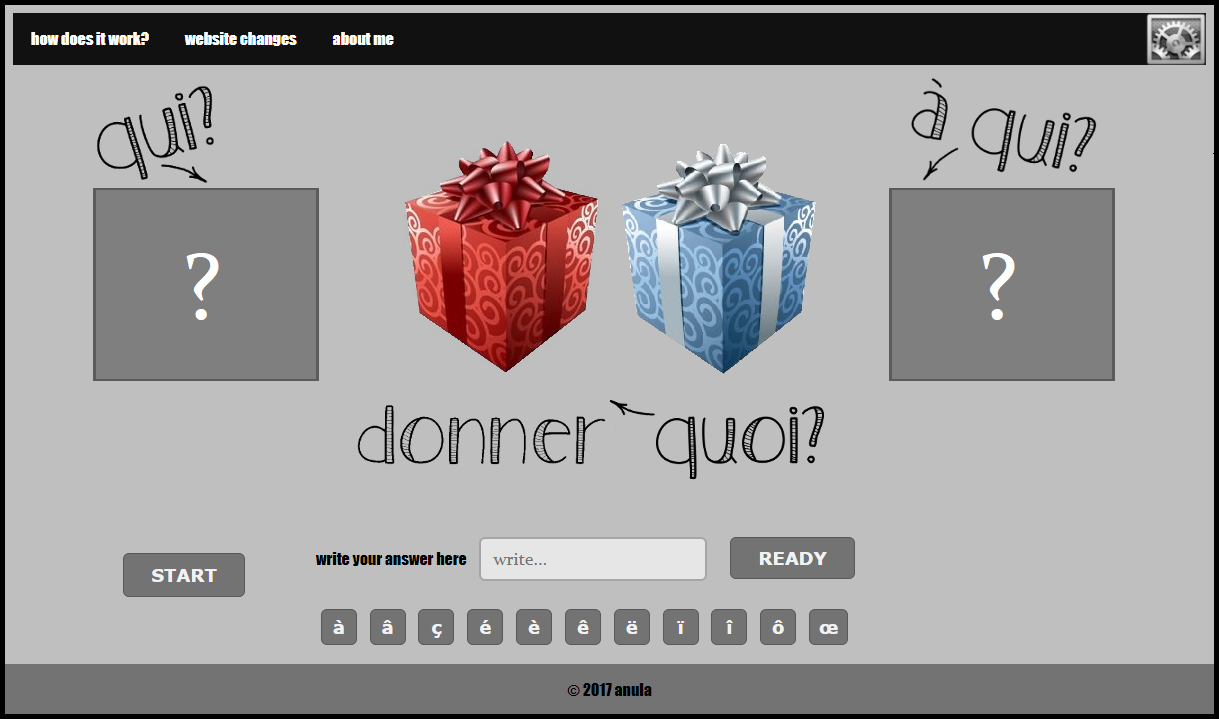 how does it work? website changes about me
qui?
à qui?
?
?
donner quoi?
write your answer here write... READY
START
à â ç é è ê ë ï î ô œ
© 2017 anula